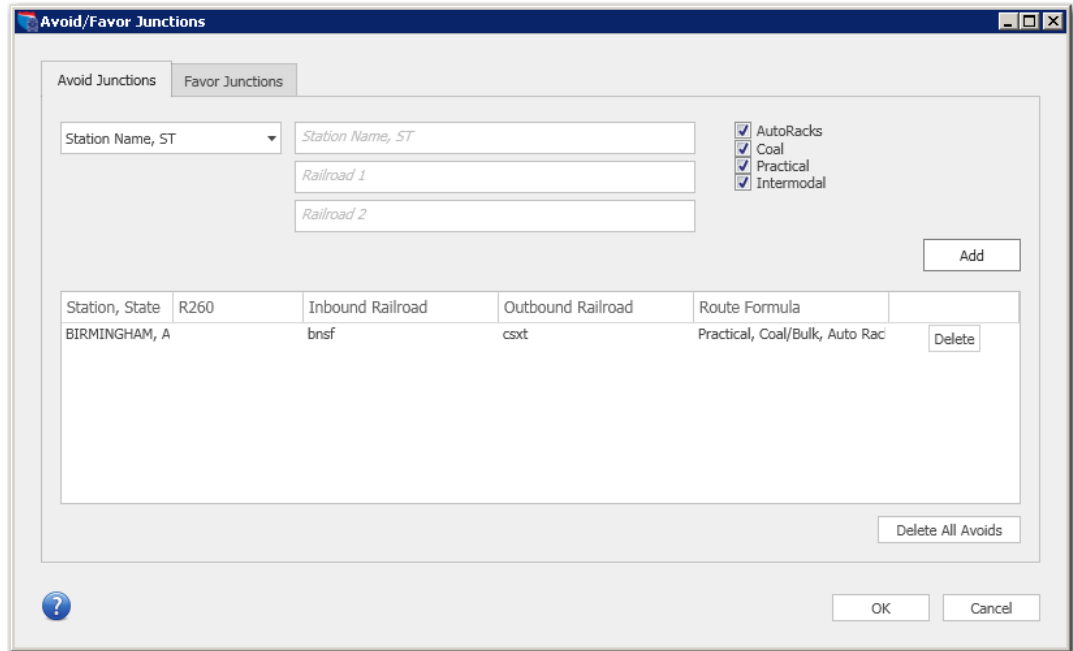 Avoid/Favor Junctions
Avoid Junctions Favor Junctions
Station Name, ST Station Name, ST
Railroad 1
Railroad 2
AutoRacks
Coal
Practical
Intermodal
Add
Station, State R260 Inbound Railroad Outbound Railroad Route Formula
BIRMINGHAM, A bnsf csxt Practical, Coal/Bulk, Auto Rac Delete
Delete All Avoids
? OK Cancel